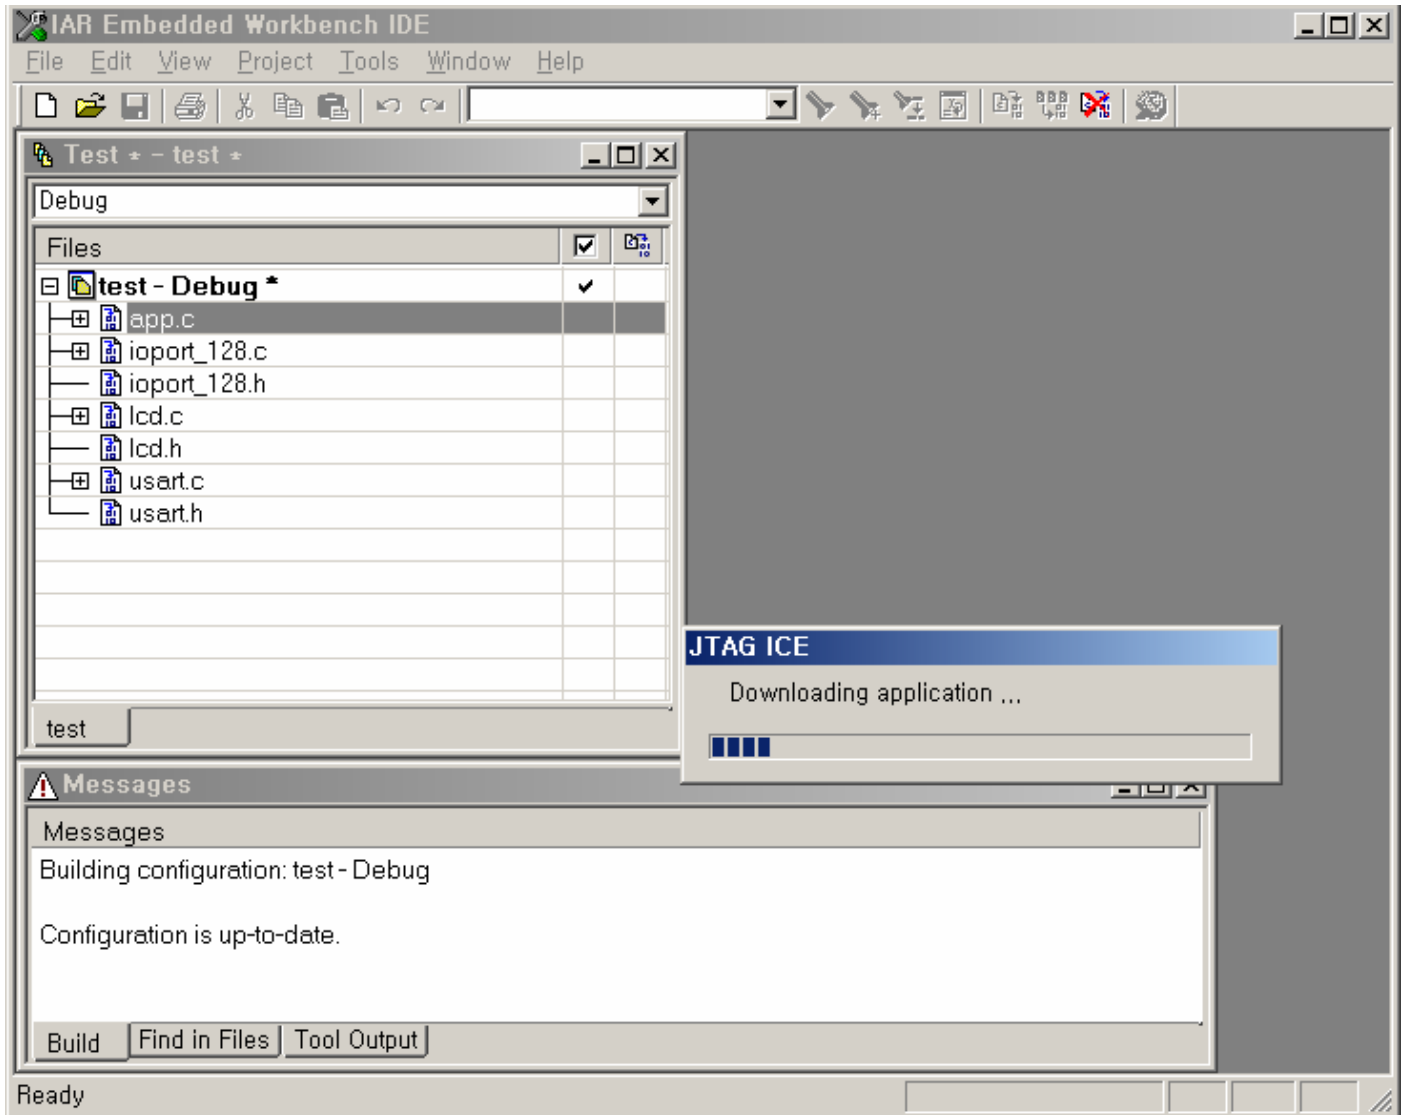 IAR Embedded Workbench IDE
File Edit View Project Tools Window Help
Test * - test *
Debug
Files
test - Debug *
app.c
ioport_128.c
ioport_128.h
lcd.c
lcd.h
usart.c
usart.h
test
JTAG ICE
Downloading application ...
Messages
Messages
Building configuration: test - Debug
Configuration is up-to-date.
Build Find in Files Tool Output
Ready